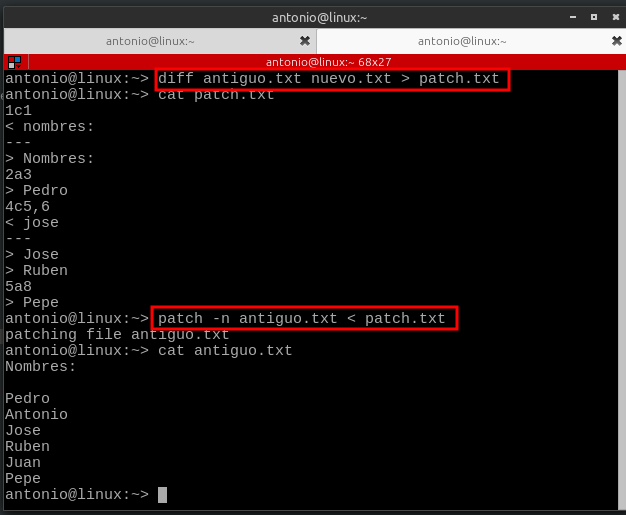 antonio@linux:~
antonio@linux:~ antonio@linux:~
antonio@linux:~ 68x27
antonio@linux:~> diff antiguo.txt nuevo.txt > patch.txt
antonio@linux:~> cat patch.txt
1c1
< nombres:
---
> Nombres:
2a3
> Pedro
4c5,6
< jose
---
> Jose
> Ruben
5a8
> Pepe
antonio@linux:~> patch -n antiguo.txt < patch.txt
patching file antiguo.txt
antonio@linux:~> cat antiguo.txt
Nombres:

Pedro
Antonio
Jose
Ruben
Juan
Pepe
antonio@linux:~>